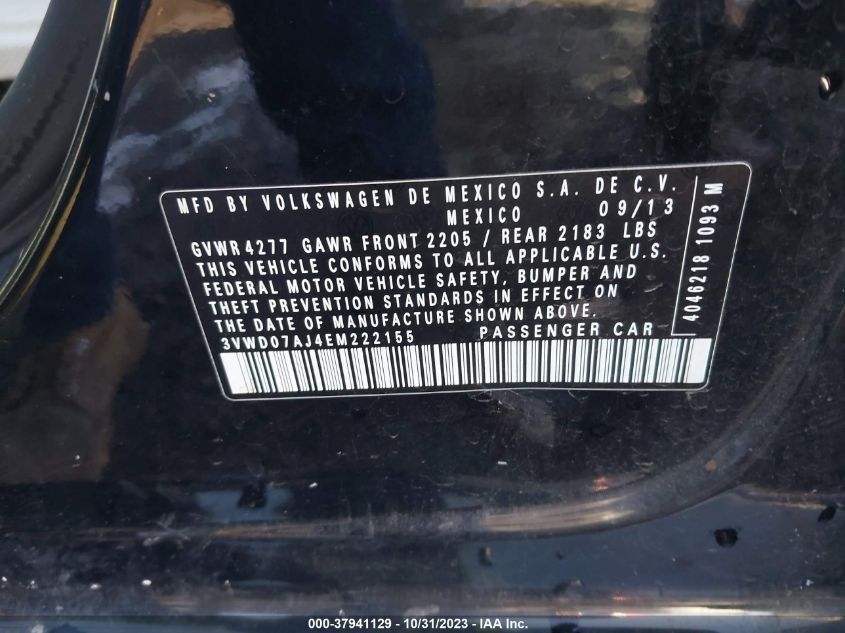 MFD BY VOLKSWAGEN DE MEXICO S.A. DE C.V.
MEXICO 09/13
GVWR 4277 GAWR FRONT 2205 / REAR 2183 LBS
THIS VEHICLE CONFORMS TO ALL APPLICABLE U.S.
FEDERAL MOTOR VEHICLE SAFETY, BUMPER AND
THEFT PREVENTION STANDARDS IN EFFECT ON
THE DATE OF MANUFACTURE SHOWN ABOVE.
3VWD07AJ4EM222155 PASSENGER CAR
4046218 1093 M
000-37941129 - 10/31/2023 - IAA Inc.